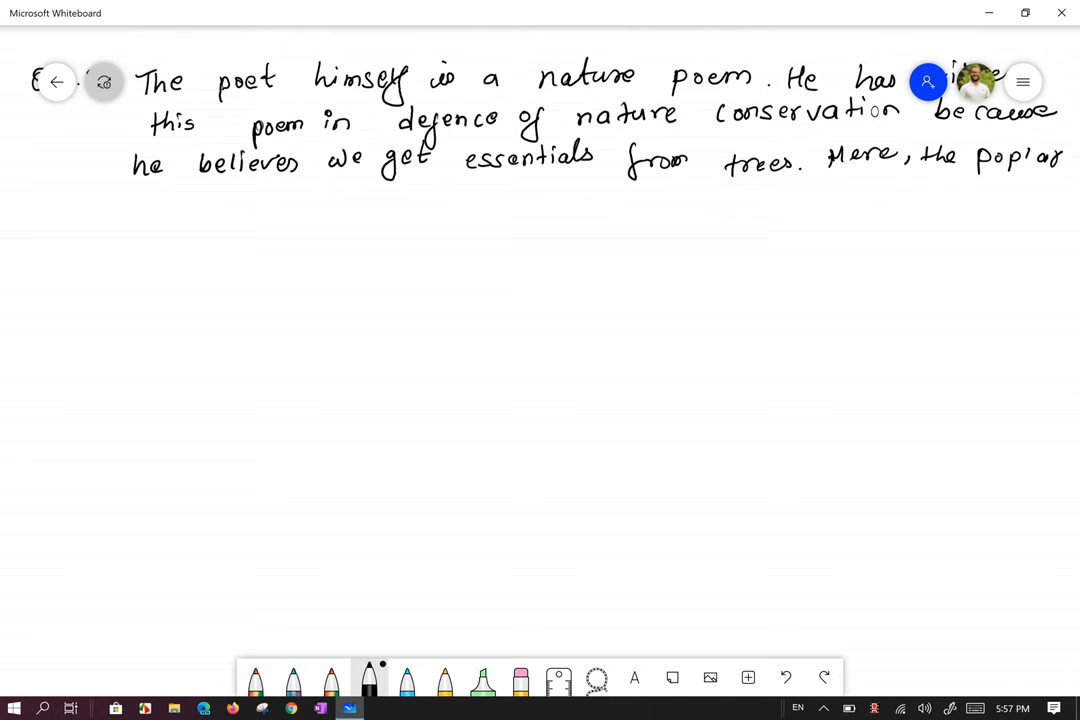 Microsoft Whiteboard
The poet himself is a nature poem. He has
this poem in defence of nature conservation because
he believes we get essentials from trees. Here, the poplar
A
EN
5:57 PM